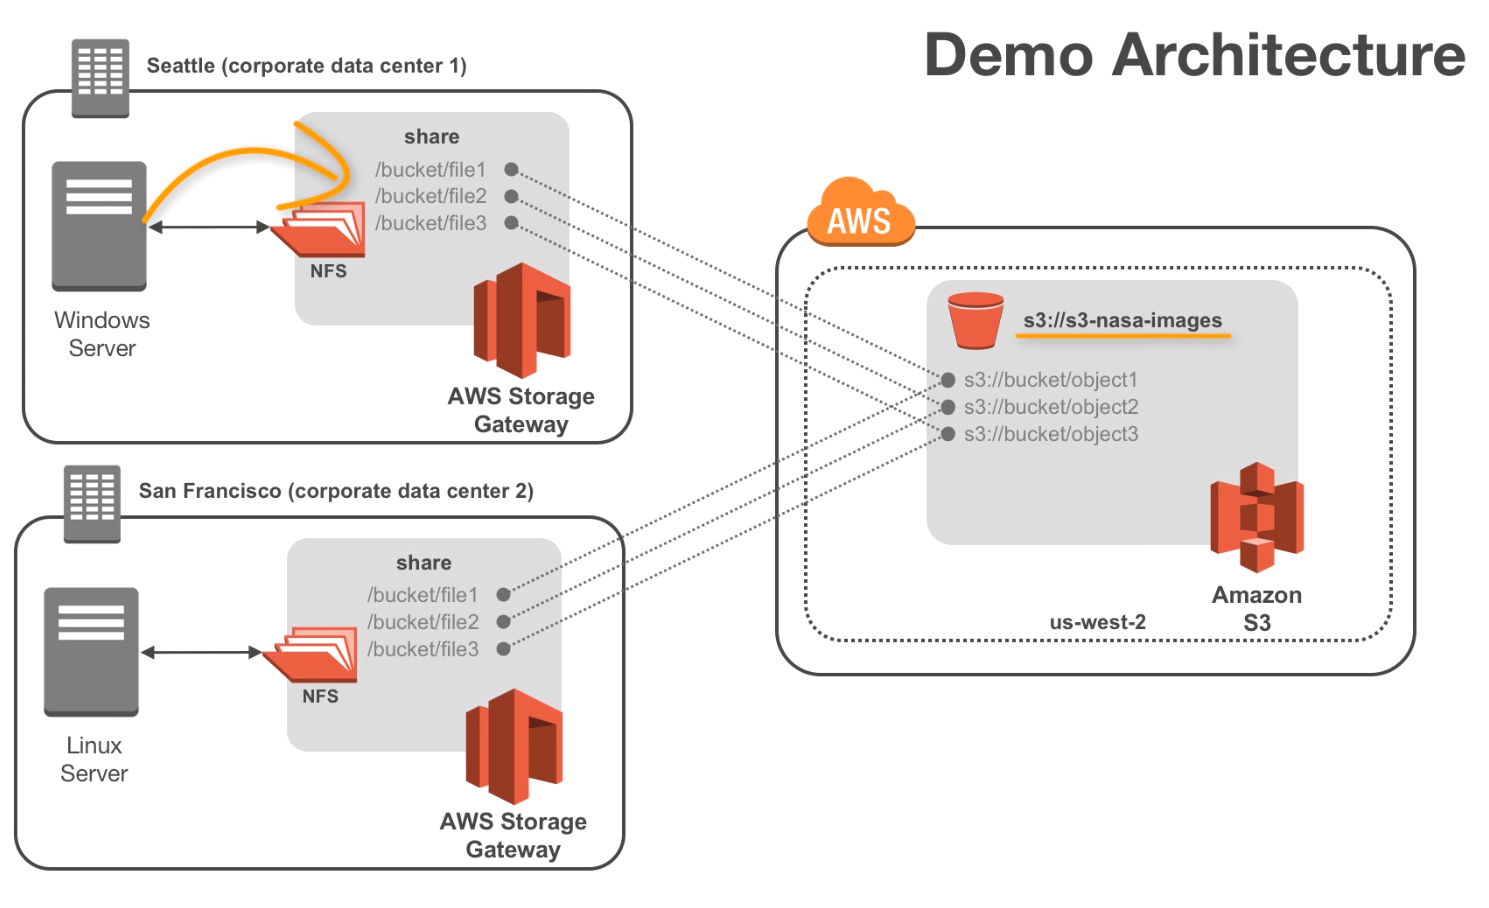 Demo Architecture
Seattle (corporate data center 1)
share
/bucket/file1
/bucket/file2
/bucket/file3
NFS
Windows
Server
AWS Storage
Gateway
AWS
s3://s3-nasa-images
s3://bucket/object1
s3://bucket/object2
s3://bucket/object3
Amazon
S3
us-west-2
San Francisco (corporate data center 2)
share
/bucket/file1
/bucket/file2
/bucket/file3
NFS
Linux
Server
AWS Storage
Gateway